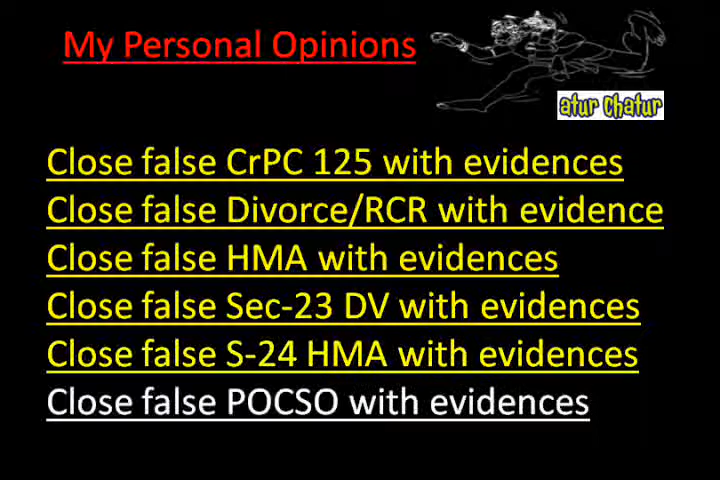 My Personal Opinions
atur Chatur
Close false CrPC 125 with evidences
Close false Divorce/RCR with evidence
Close false HMA with evidences
Close false Sec-23 DV with evidences
Close false S-24 HMA with evidences
Close false POCSO with evidences